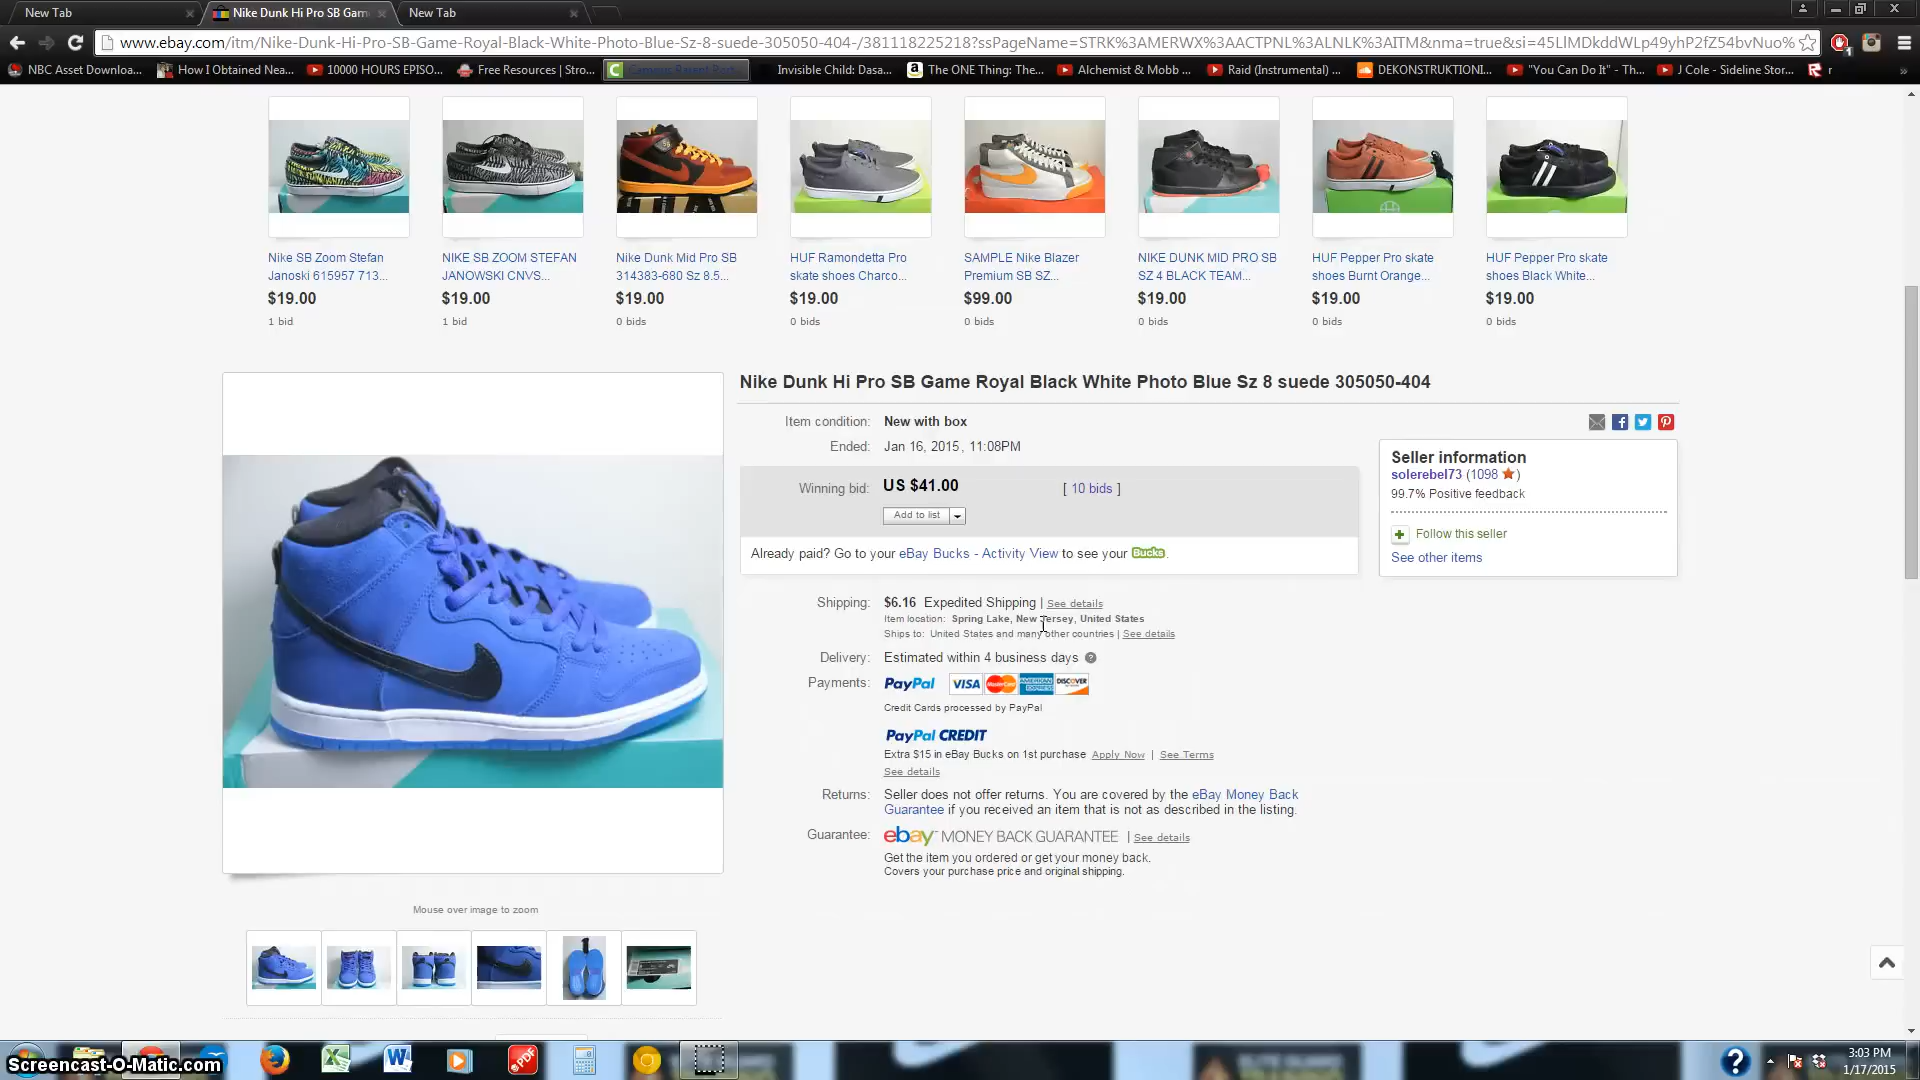 New Tab
Nike Dunk Hi Pro SB Gam
New Tab
www.ebay.com/itm/Nike-Dunk-Hi-Pro-SB-Game-Royal-Black-White-Photo-Blue-Sz-8-suede-305050-404-/381118225218?ssPageName=STRK%3AMERWX%3AACTPNL%3ALNLK%3AITM&nma=true&si=45LlMDkddWLp49yhP2fZ54bvNuo%
NBC Asset Downloa...
How I Obtained Nea...
10000 HOURS EPISO...
Free Resources | Stro...
Invisible Child: Dasa...
The ONE Thing: The...
Alchemist & Mobb ...
Raid (Instrumental) ...
DEKONSTRUKTIONI...
"You Can Do It" - Th...
J Cole - Sideline Stor...
r
Nike SB Zoom Stefan
Janoski 615957 713...
$19.00
1 bid
NIKE SB ZOOM STEFAN
JANOWSKI CNVS...
$19.00
1 bid
Nike Dunk Mid Pro SB
314383-680 Sz 8.5...
$19.00
0 bids
HUF Ramondetta Pro
skate shoes Charco...
$19.00
0 bids
SAMPLE Nike Blazer
Premium SB SZ...
$99.00
0 bids
NIKE DUNK MID PRO SB
SZ 4 BLACK TEAM...
$19.00
0 bids
HUF Pepper Pro skate
shoes Burnt Orange...
$19.00
0 bids
HUF Pepper Pro skate
shoes Black White...
$19.00
0 bids
Nike Dunk Hi Pro SB Game Royal Black White Photo Blue Sz 8 suede 305050-404
Item condition: New with box
Ended: Jan 16, 2015 , 11:08PM
Winning bid: US $41.00 [ 10 bids ]
Add to list
Already paid? Go to your eBay Bucks - Activity View to see your Bucks.
Shipping: $6.16 Expedited Shipping | See details
Item location: Spring Lake, New Jersey, United States
Ships to: United States and many other countries | See details
Delivery: Estimated within 4 business days
Payments: PayPal VISA MasterCard AMERICAN EXPRESS DISCOVER
Credit Cards processed by PayPal
PayPal CREDIT
Extra $15 in eBay Bucks on 1st purchase Apply Now | See Terms
See details
Returns: Seller does not offer returns. You are covered by the eBay Money Back
Guarantee if you received an item that is not as described in the listing.
Guarantee: ebay MONEY BACK GUARANTEE | See details
Get the item you ordered or get your money back.
Covers your purchase price and original shipping.
Seller information
solerebel73 (1098 )
99.7% Positive feedback
Follow this seller
See other items
Mouse over image to zoom
Screencast-O-Matic.com
3:03 PM
1/17/2015